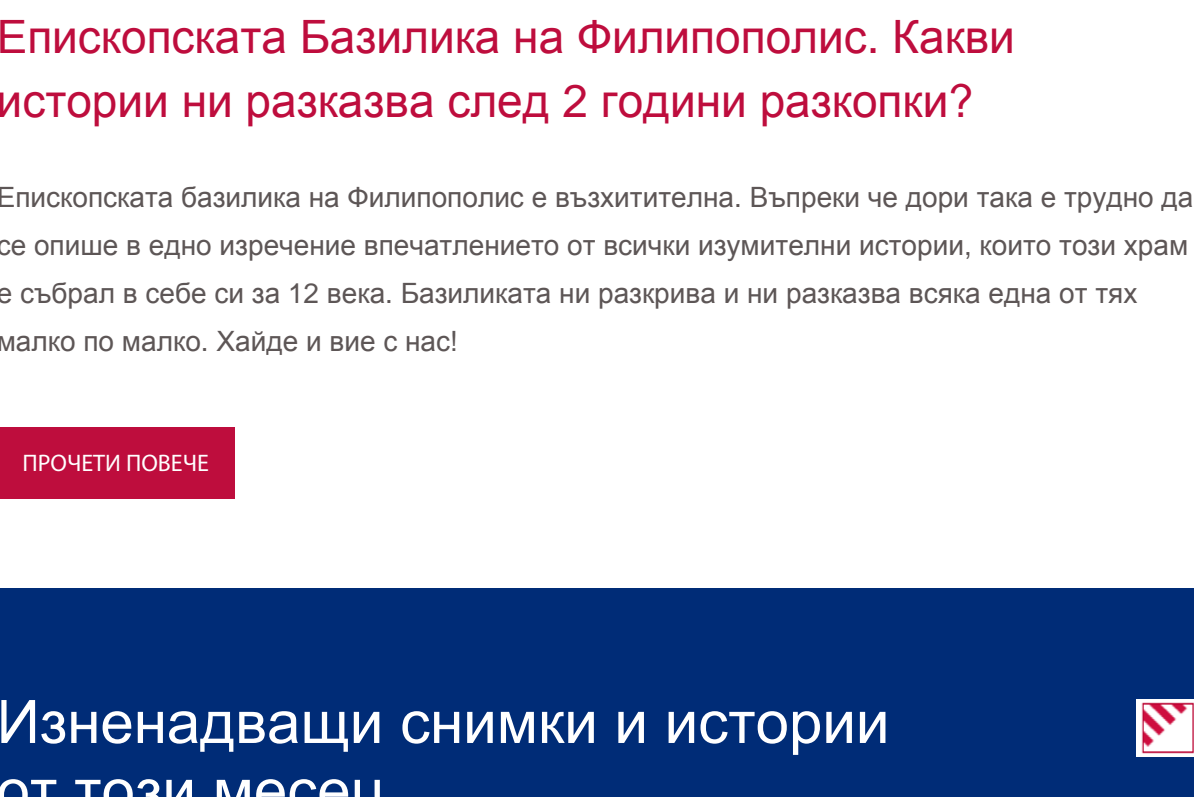 Епископската Базилика на Филипополис. Какви
истории ни разказва след 2 години разкопки?
Епископската базилика на Филипополис е възхитителна. Въпреки че дори така е трудно да
се опише в едно изречение впечатлението от всички изумителни истории, които този храм
е събрал в себе си за 12 века. Базиликата ни разкрива и ни разказва всяка една от тях
малко по малко. Хайде и вие с нас!
ПРОЧЕТИ ПОВЕЧЕ
Изненадващи снимки и истории
от този месец